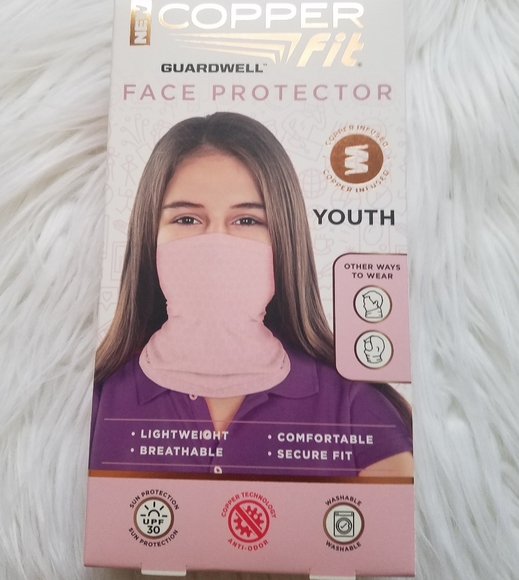 NEW
COPPER
Fit
GUARDWELL™
FACE PROTECTOR
COPPER INFUSED
COPPER INFUSED
YOUTH
OTHER WAYS
TO WEAR
• LIGHTWEIGHT
• BREATHABLE
• COMFORTABLE
• SECURE FIT
SUN PROTECTION
UPF
30
SUN PROTECTION
COPPER TECHNOLOGY
ANTI-ODOR
WASHABLE
WASHABLE